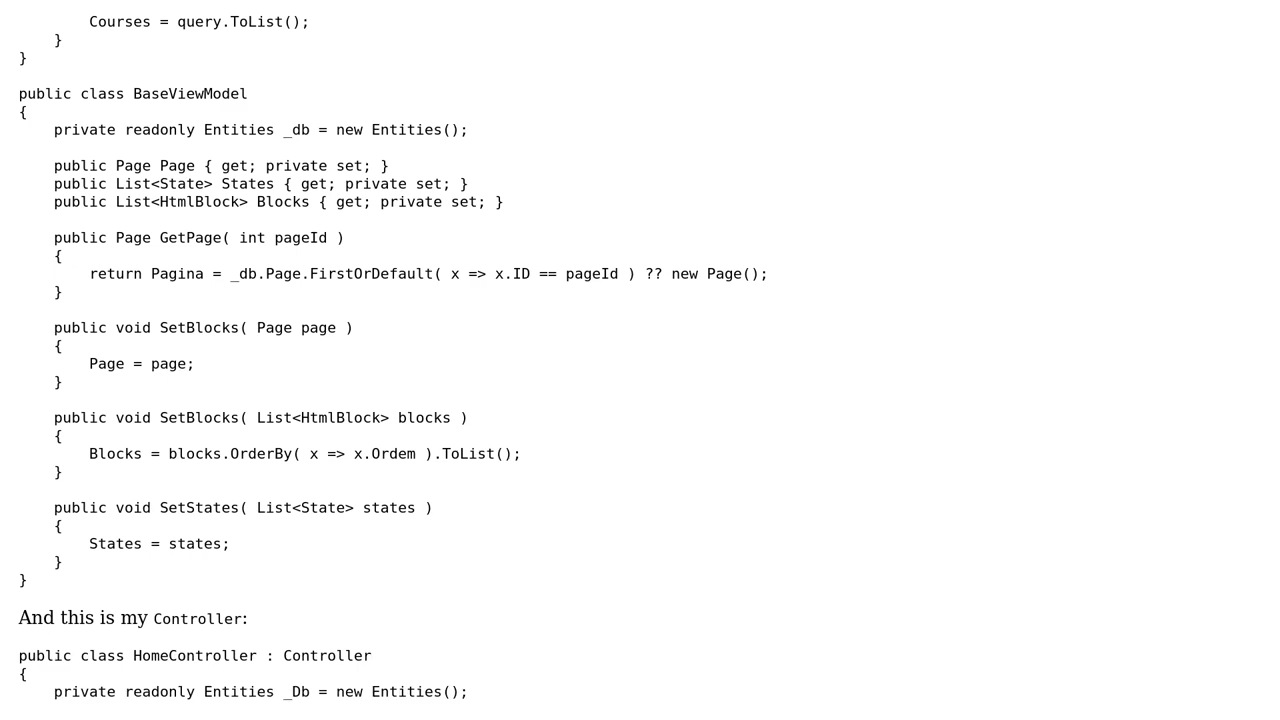 Courses = query.ToList();
    }
}

public class BaseViewModel
{
    private readonly Entities _db = new Entities();

    public Page Page { get; private set; }
    public List<State> States { get; private set; }
    public List<HtmlBlock> Blocks { get; private set; }

    public Page GetPage( int pageId )
    {
        return Pagina = _db.Page.FirstOrDefault( x => x.ID == pageId ) ?? new Page();
    }

    public void SetBlocks( Page page )
    {
        Page = page;
    }

    public void SetBlocks( List<HtmlBlock> blocks )
    {
        Blocks = blocks.OrderBy( x => x.Ordem ).ToList();
    }

    public void SetStates( List<State> states )
    {
        States = states;
    }
}

And this is my Controller:

public class HomeController : Controller
{
    private readonly Entities _Db = new Entities();